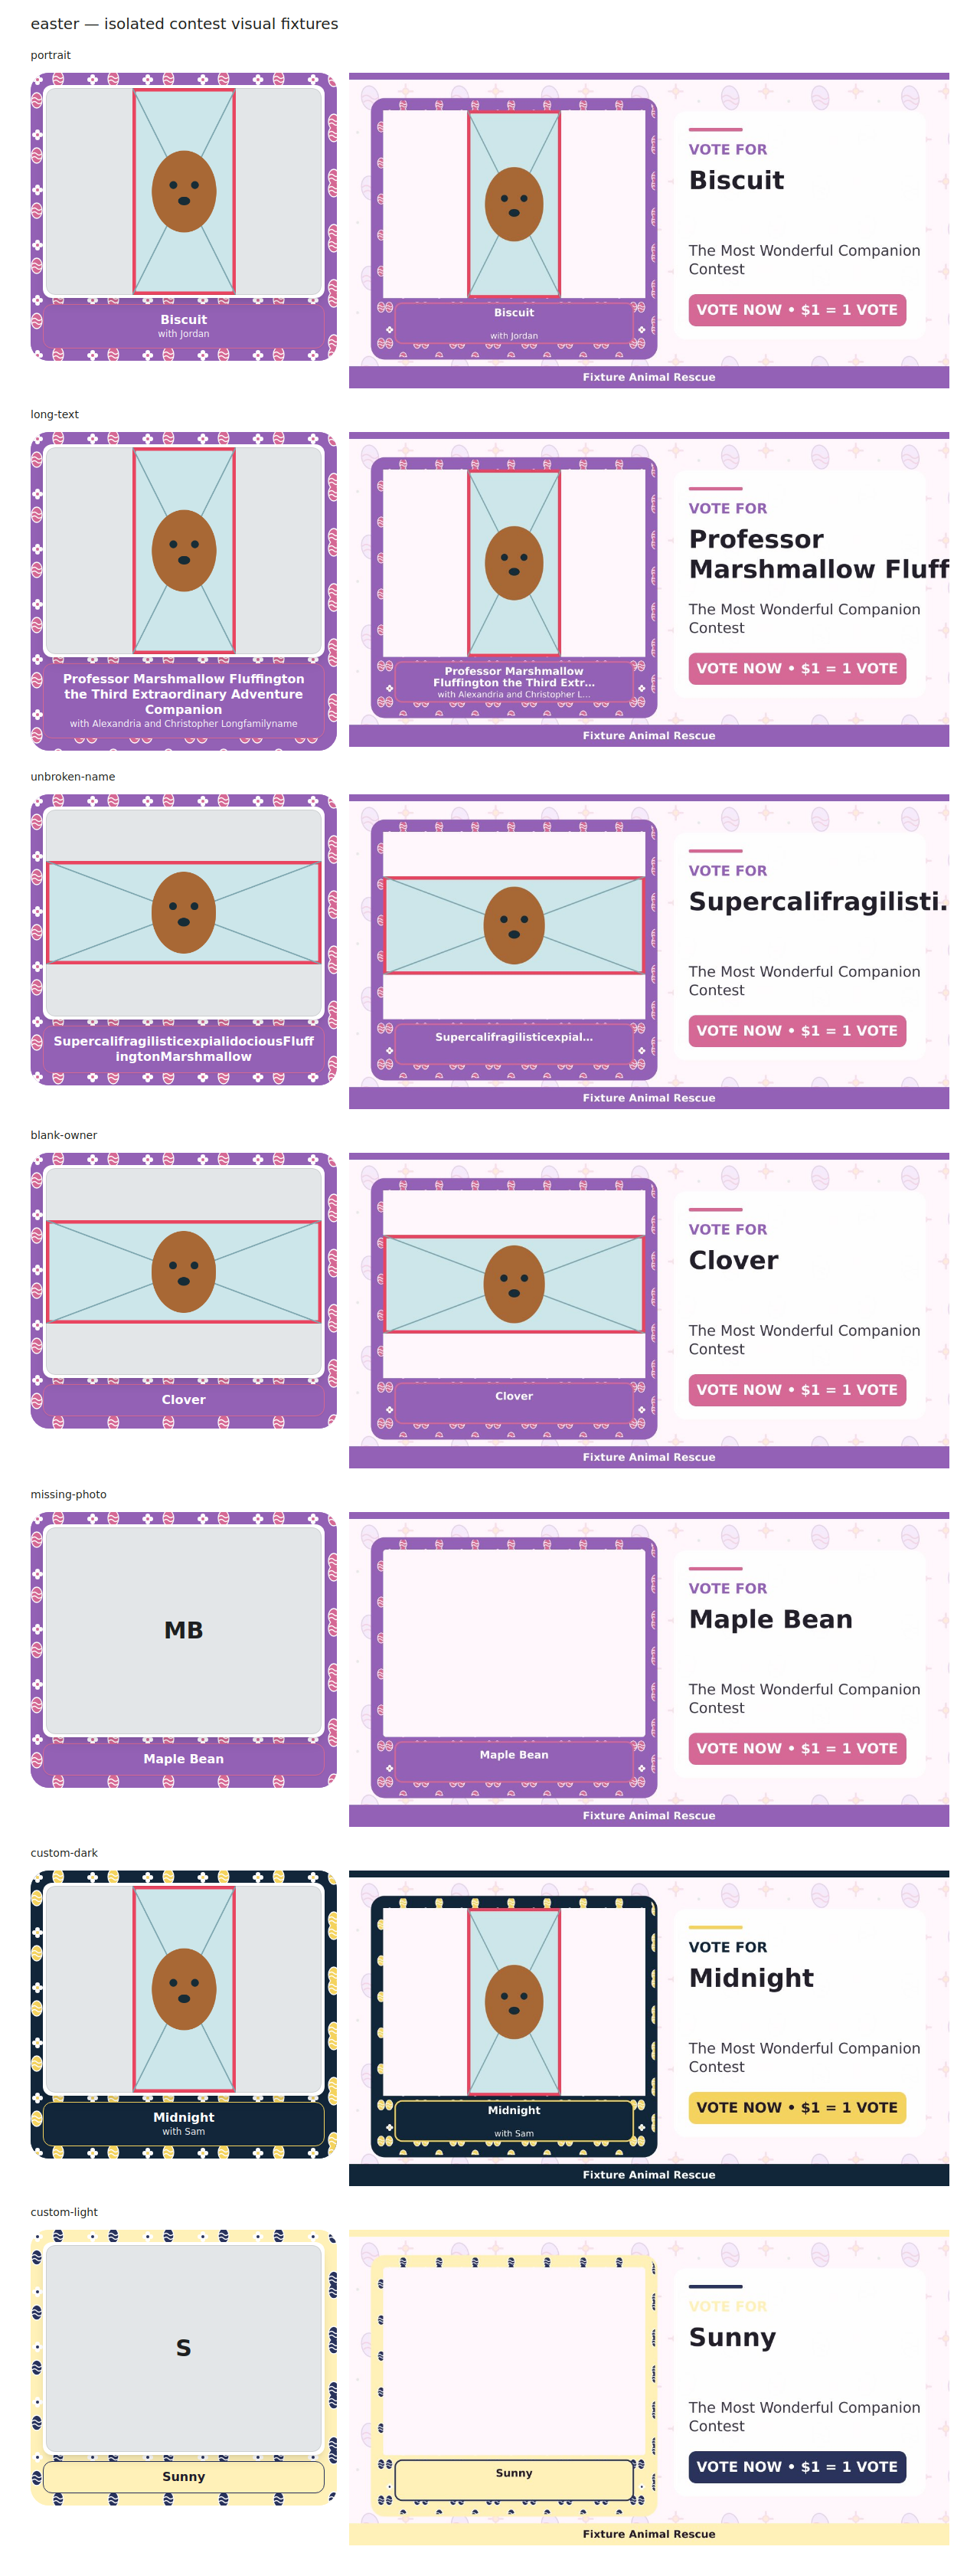 easter — isolated contest visual fixtures
portrait
Biscuit
with Jordan
Biscuit
with Jordan
VOTE FOR
Biscuit
The Most Wonderful Companion
Contest
VOTE NOW • $1 = 1 VOTE
Fixture Animal Rescue
long-text
Professor Marshmallow Fluffington
the Third Extraordinary Adventure
Companion
with Alexandria and Christopher Longfamilyname
Professor Marshmallow
Fluffington the Third Extr…
with Alexandria and Christopher L…
VOTE FOR
Professor
Marshmallow Fluff
The Most Wonderful Companion
Contest
VOTE NOW • $1 = 1 VOTE
Fixture Animal Rescue
unbroken-name
SupercalifragilisticexpialidociousFluff
ingtonMarshmallow
Supercalifragilisticexpial…
VOTE FOR
Supercalifragilisti.
The Most Wonderful Companion
Contest
VOTE NOW • $1 = 1 VOTE
Fixture Animal Rescue
blank-owner
Clover
Clover
VOTE FOR
Clover
The Most Wonderful Companion
Contest
VOTE NOW • $1 = 1 VOTE
Fixture Animal Rescue
missing-photo
MB
Maple Bean
Maple Bean
VOTE FOR
Maple Bean
The Most Wonderful Companion
Contest
VOTE NOW • $1 = 1 VOTE
Fixture Animal Rescue
custom-dark
Midnight
with Sam
Midnight
with Sam
VOTE FOR
Midnight
The Most Wonderful Companion
Contest
VOTE NOW • $1 = 1 VOTE
Fixture Animal Rescue
custom-light
S
Sunny
Sunny
VOTE FOR
Sunny
The Most Wonderful Companion
Contest
VOTE NOW • $1 = 1 VOTE
Fixture Animal Rescue